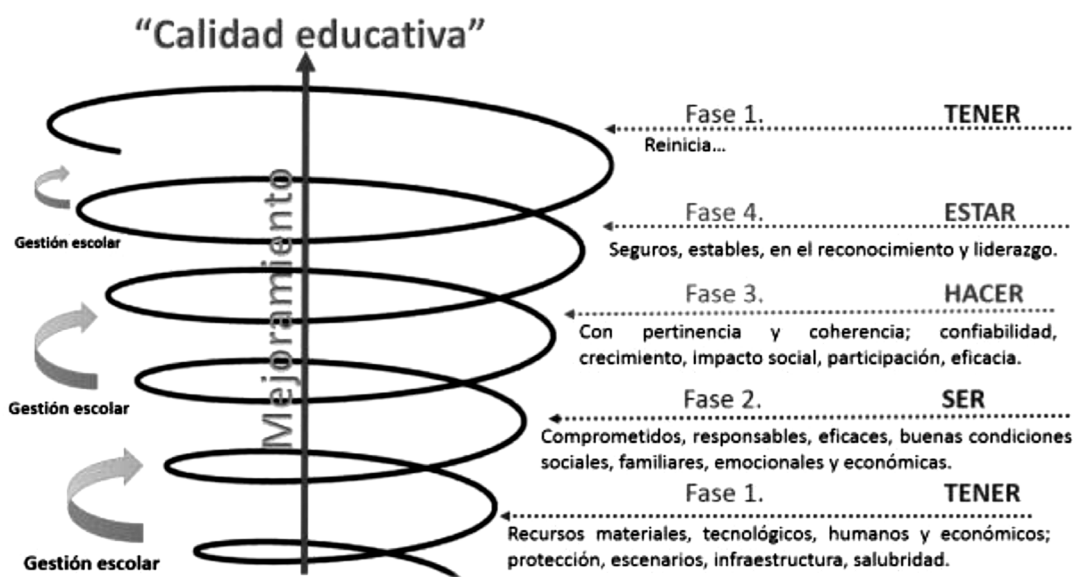 “Calidad educativa”
Mejoramiento
Fase 1. TENER
Reinicia...
Gestión escolar
Fase 4. ESTAR
Seguros, estables, en el reconocimiento y liderazgo.
Fase 3. HACER
Con pertinencia y coherencia; confiabilidad,
crecimiento, impacto social, participación, eficacia.
Gestión escolar
Fase 2. SER
Comprometidos, responsables, eficaces, buenas condiciones
sociales, familiares, emocionales y económicas.
Fase 1. TENER
Recursos materiales, tecnológicos, humanos y económicos;
protección, escenarios, infraestructura, salubridad.
Gestión escolar